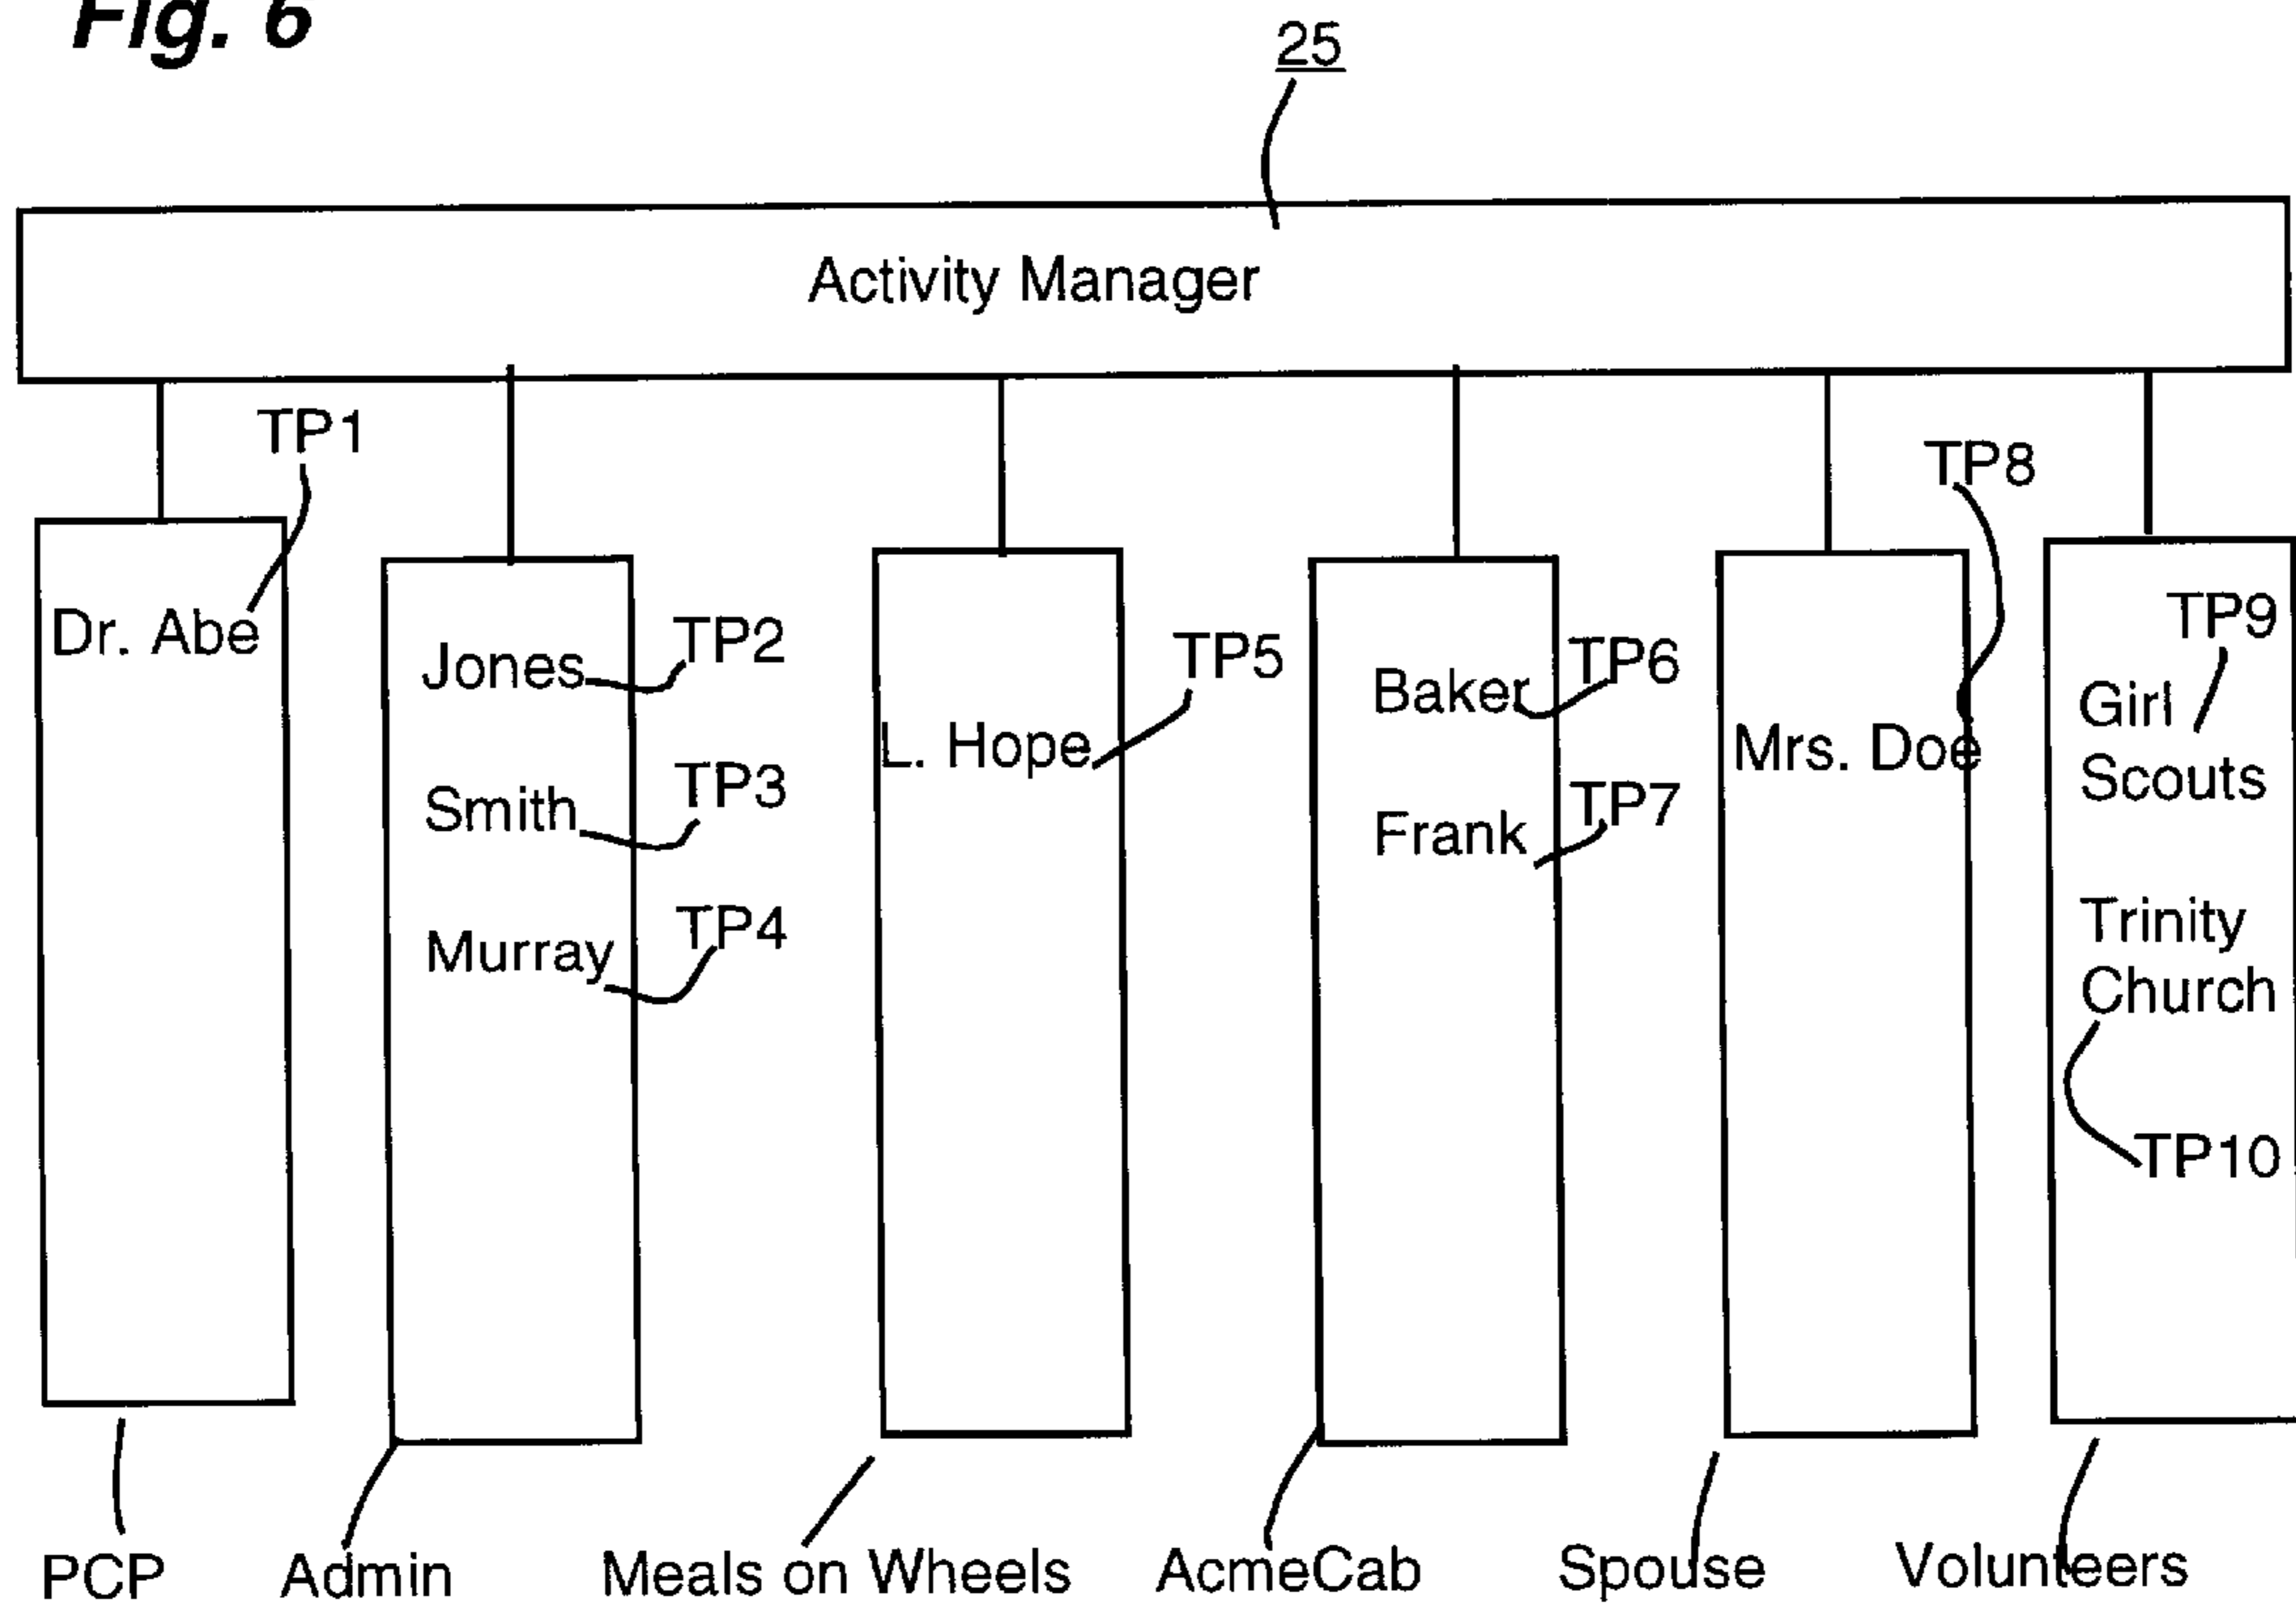 Fig. 6
25
Activity Manager
TP1
Dr. Abe
Jones
TP2
Smith
TP3
Murray
TP4
L. Hope
TP5
Baker
TP6
Frank
TP7
TP8
Mrs. Doe
TP9
Girl
Scouts
Trinity
Church
TP10
PCP
Admin
Meals on Wheels
AcmeCab
Spouse
Volunteers